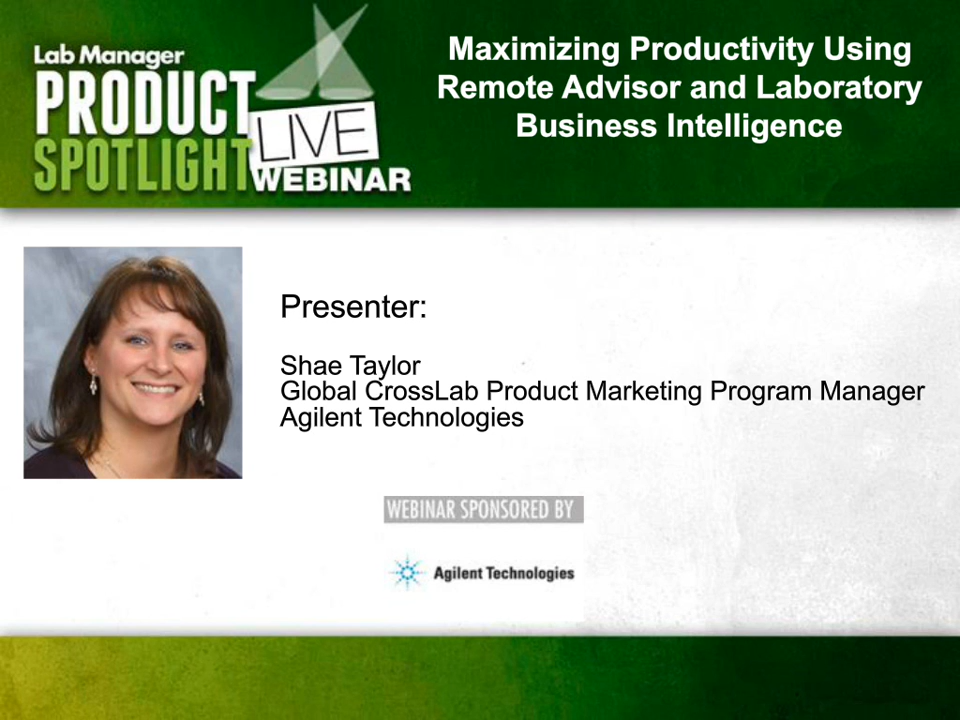 Lab Manager
PRODUCT
SPOTLIGHT
LIVE
WEBINAR
Maximizing Productivity Using
Remote Advisor and Laboratory
Business Intelligence
Presenter:
Shae Taylor
Global CrossLab Product Marketing Program Manager
Agilent Technologies
WEBINAR SPONSORED BY
Agilent Technologies